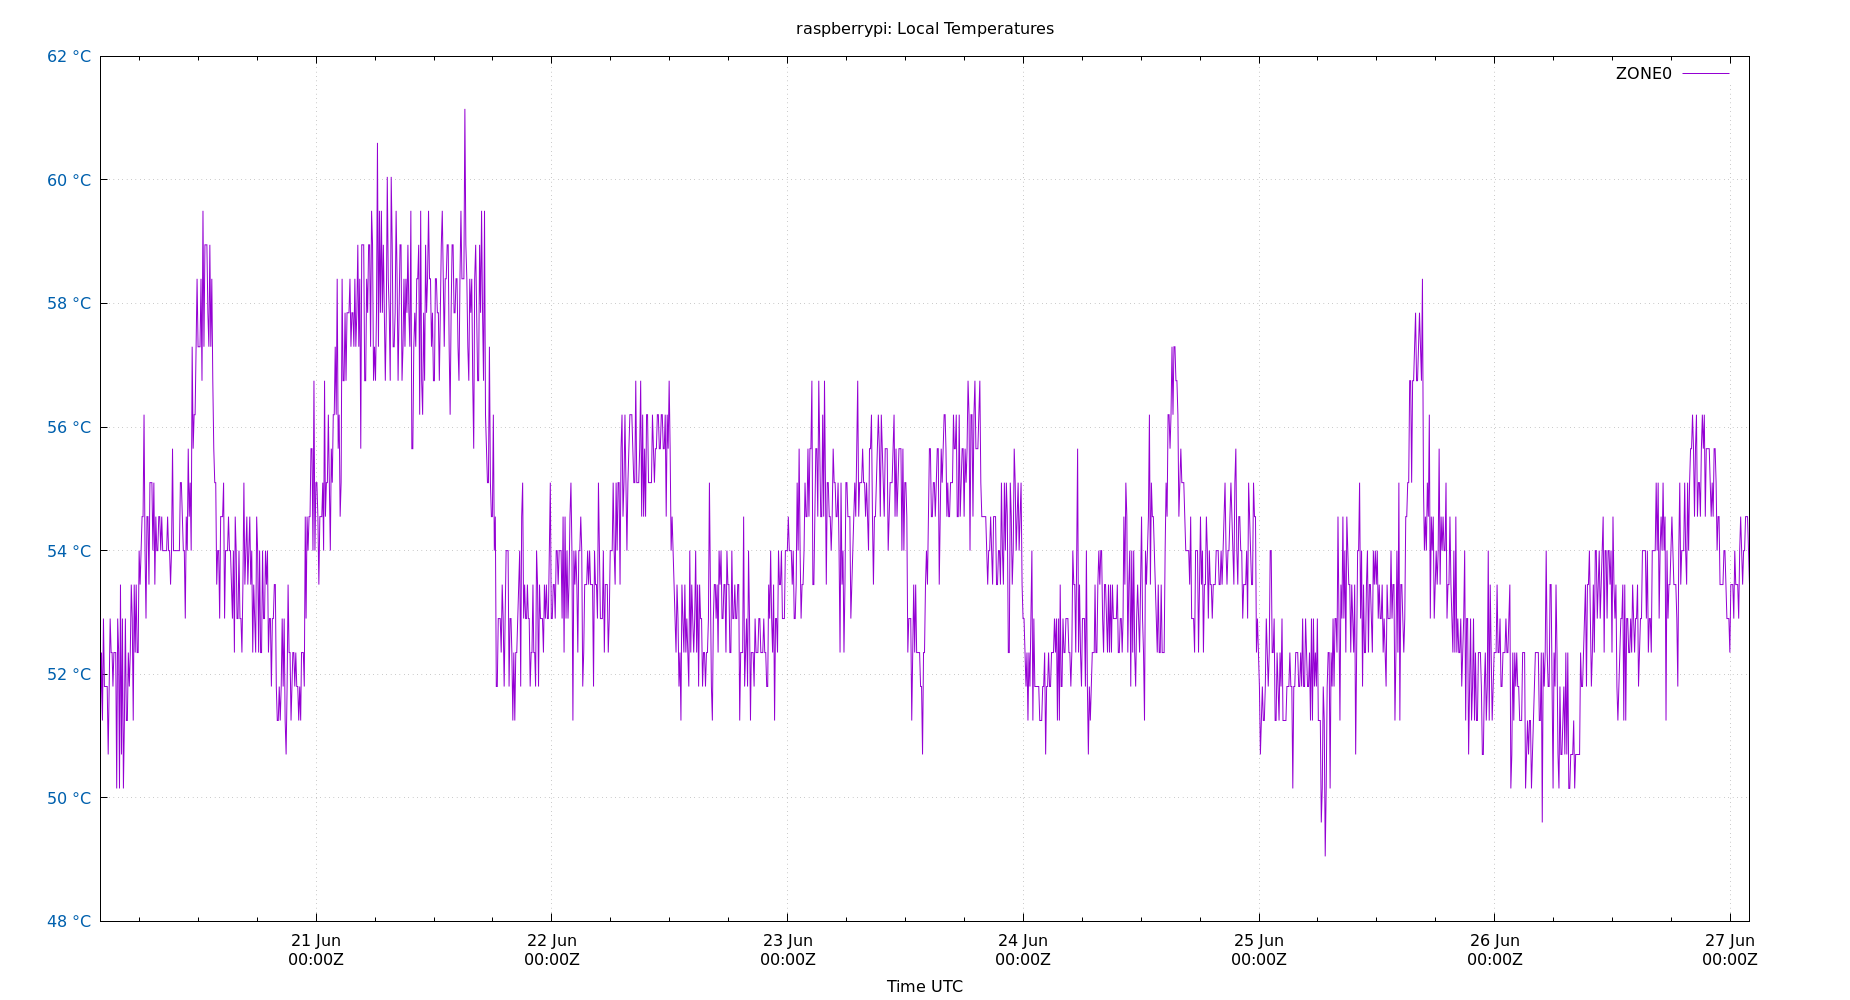 raspberrypi: Local Temperatures
62 °C
ZONE0
60 °C
58 °C
56 °C
54 °C
52 °C
50 °C
48 °C
21 Jun 22 Jun 23 Jun 24 Jun 25 Jun 26 Jun 27 Jun
00:00Z 00:00Z 00:00Z 00:00Z 00:00Z 00:00Z 00:00Z
Time UTC